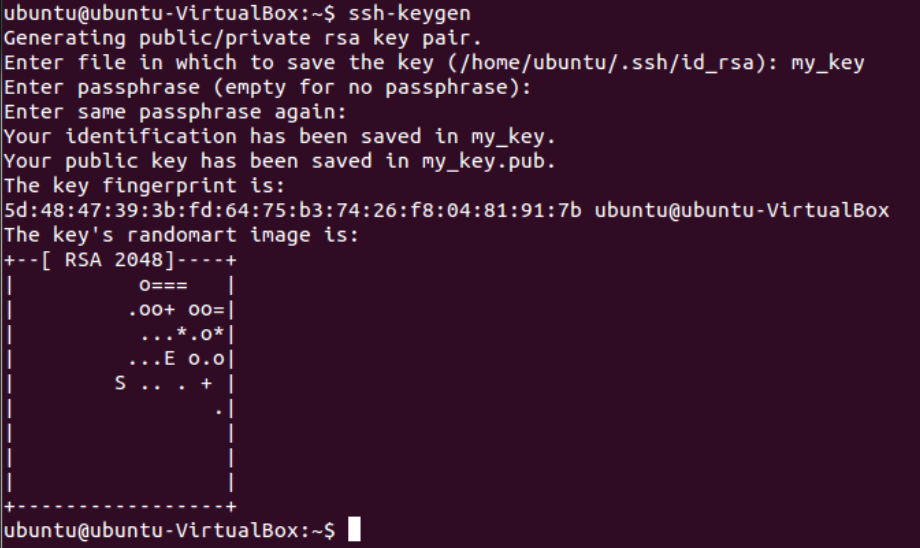 ubuntu@ubuntu-VirtualBox:~$ ssh-keygen
Generating public/private rsa key pair.
Enter file in which to save the key (/home/ubuntu/.ssh/id_rsa): my_key
Enter passphrase (empty for no passphrase):
Enter same passphrase again:
Your identification has been saved in my_key.
Your public key has been saved in my_key.pub.
The key fingerprint is:
5d:48:47:39:3b:fd:64:75:b3:74:26:f8:04:81:91:7b ubuntu@ubuntu-VirtualBox
The key's randomart image is:
+--[ RSA 2048]----+
|          o===   |
|         .oo+ oo=|
|          ...*.o*|
|         ...E o.o|
|        S .. . + |
|                .|
|                 |
|                 |
|                 |
+-----------------+
ubuntu@ubuntu-VirtualBox:~$